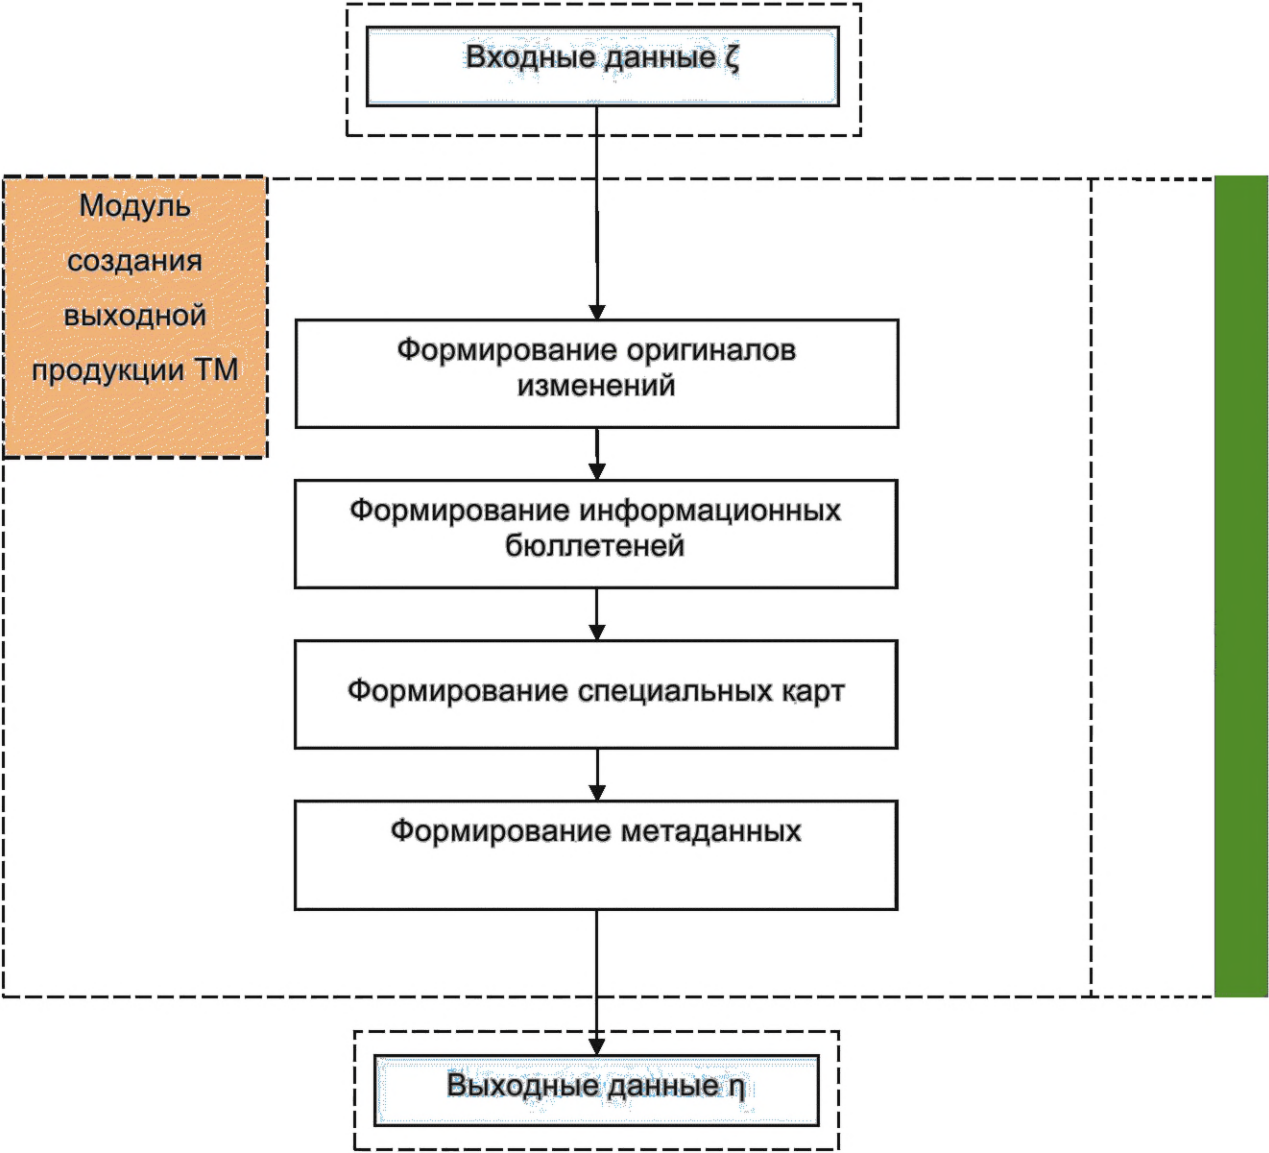 Входные данные ζ
Модуль
создания
выходной
продукции ТМ
Формирование оригиналов
изменений
Формирование информационных
бюллетеней
Формирование специальных карт
Формирование метаданных
Выходные данные η